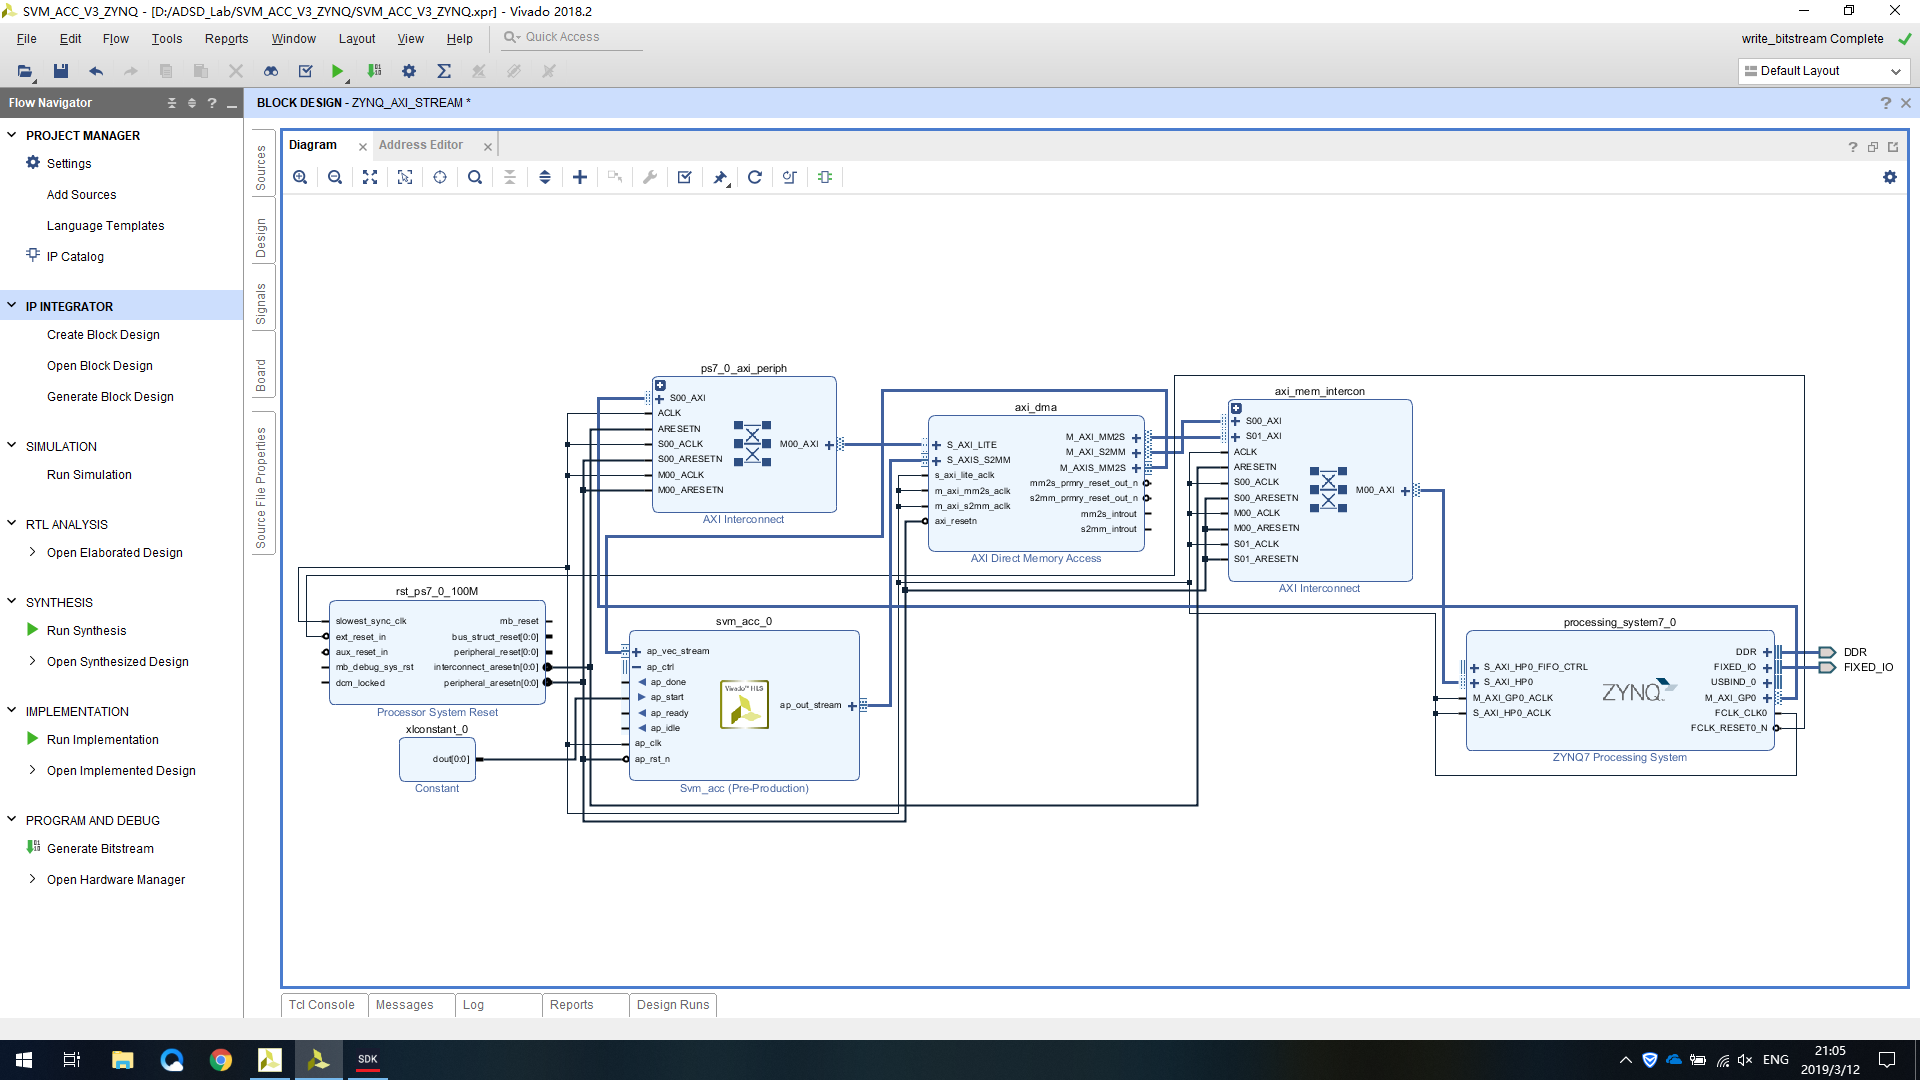 SVM_ACC_V3_ZYNQ - [D:/ADSD_Lab/SVM_ACC_V3_ZYNQ/SVM_ACC_V3_ZYNQ.xpr] - Vivado 2018.2
File Edit Flow Tools Reports Window Layout View Help Quick Access
write_bitstream Complete
Default Layout
Flow Navigator
BLOCK DESIGN - ZYNQ_AXI_STREAM *
PROJECT MANAGER
Settings
Add Sources
Language Templates
IP Catalog
IP INTEGRATOR
Create Block Design
Open Block Design
Generate Block Design
SIMULATION
Run Simulation
RTL ANALYSIS
Open Elaborated Design
SYNTHESIS
Run Synthesis
Open Synthesized Design
IMPLEMENTATION
Run Implementation
Open Implemented Design
PROGRAM AND DEBUG
Generate Bitstream
Open Hardware Manager
Sources
Design
Signals
Board
Source File Properties
Diagram
Address Editor
ps7_0_axi_periph
S00_AXI
ACLK
ARESETN
S00_ACLK
S00_ARESETN
M00_ACLK
M00_ARESETN
M00_AXI
AXI Interconnect
axi_dma
S_AXI_LITE
S_AXIS_S2MM
s_axi_lite_aclk
m_axi_mm2s_aclk
m_axi_s2mm_aclk
axi_resetn
M_AXI_MM2S
M_AXI_S2MM
M_AXIS_MM2S
mm2s_prmry_reset_out_n
s2mm_prmry_reset_out_n
mm2s_introut
s2mm_introut
AXI Direct Memory Access
axi_mem_intercon
S00_AXI
S01_AXI
ACLK
ARESETN
S00_ACLK
S00_ARESETN
M00_ACLK
M00_ARESETN
S01_ACLK
S01_ARESETN
M00_AXI
AXI Interconnect
rst_ps7_0_100M
slowest_sync_clk
ext_reset_in
aux_reset_in
mb_debug_sys_rst
dcm_locked
mb_reset
bus_struct_reset[0:0]
peripheral_reset[0:0]
interconnect_aresetn[0:0]
peripheral_aresetn[0:0]
Processor System Reset
xlconstant_0
dout[0:0]
Constant
svm_acc_0
ap_vec_stream
ap_ctrl
ap_done
ap_start
ap_ready
ap_idle
ap_clk
ap_rst_n
Vivado™ HLS
ap_out_stream
Svm_acc (Pre-Production)
processing_system7_0
S_AXI_HP0_FIFO_CTRL
S_AXI_HP0
M_AXI_GP0_ACLK
S_AXI_HP0_ACLK
ZYNQ
DDR
FIXED_IO
USBIND_0
M_AXI_GP0
FCLK_CLK0
FCLK_RESET0_N
ZYNQ7 Processing System
DDR
FIXED_IO
Tcl Console
Messages
Log
Reports
Design Runs
SDK
ENG
21:05
2019/3/12